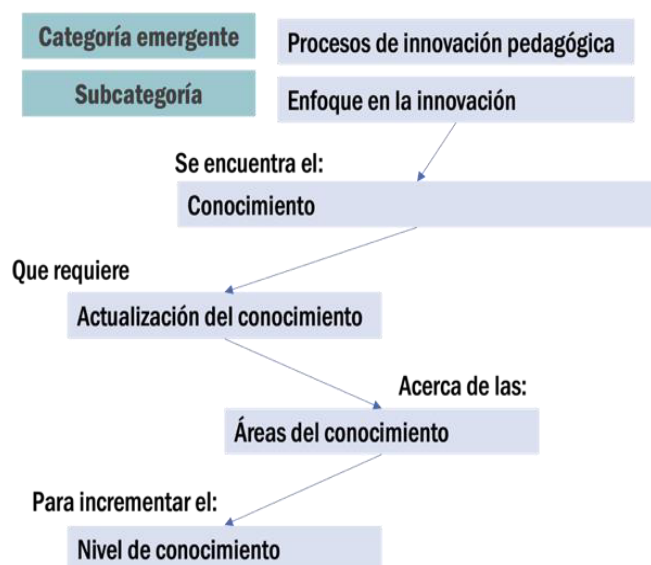 Categoría emergente
Procesos de innovación pedagógica
Subcategoría
Enfoque en la innovación
Se encuentra el:
Conocimiento
Que requiere
Actualización del conocimiento
Acerca de las:
Áreas del conocimiento
Para incrementar el:
Nivel de conocimiento